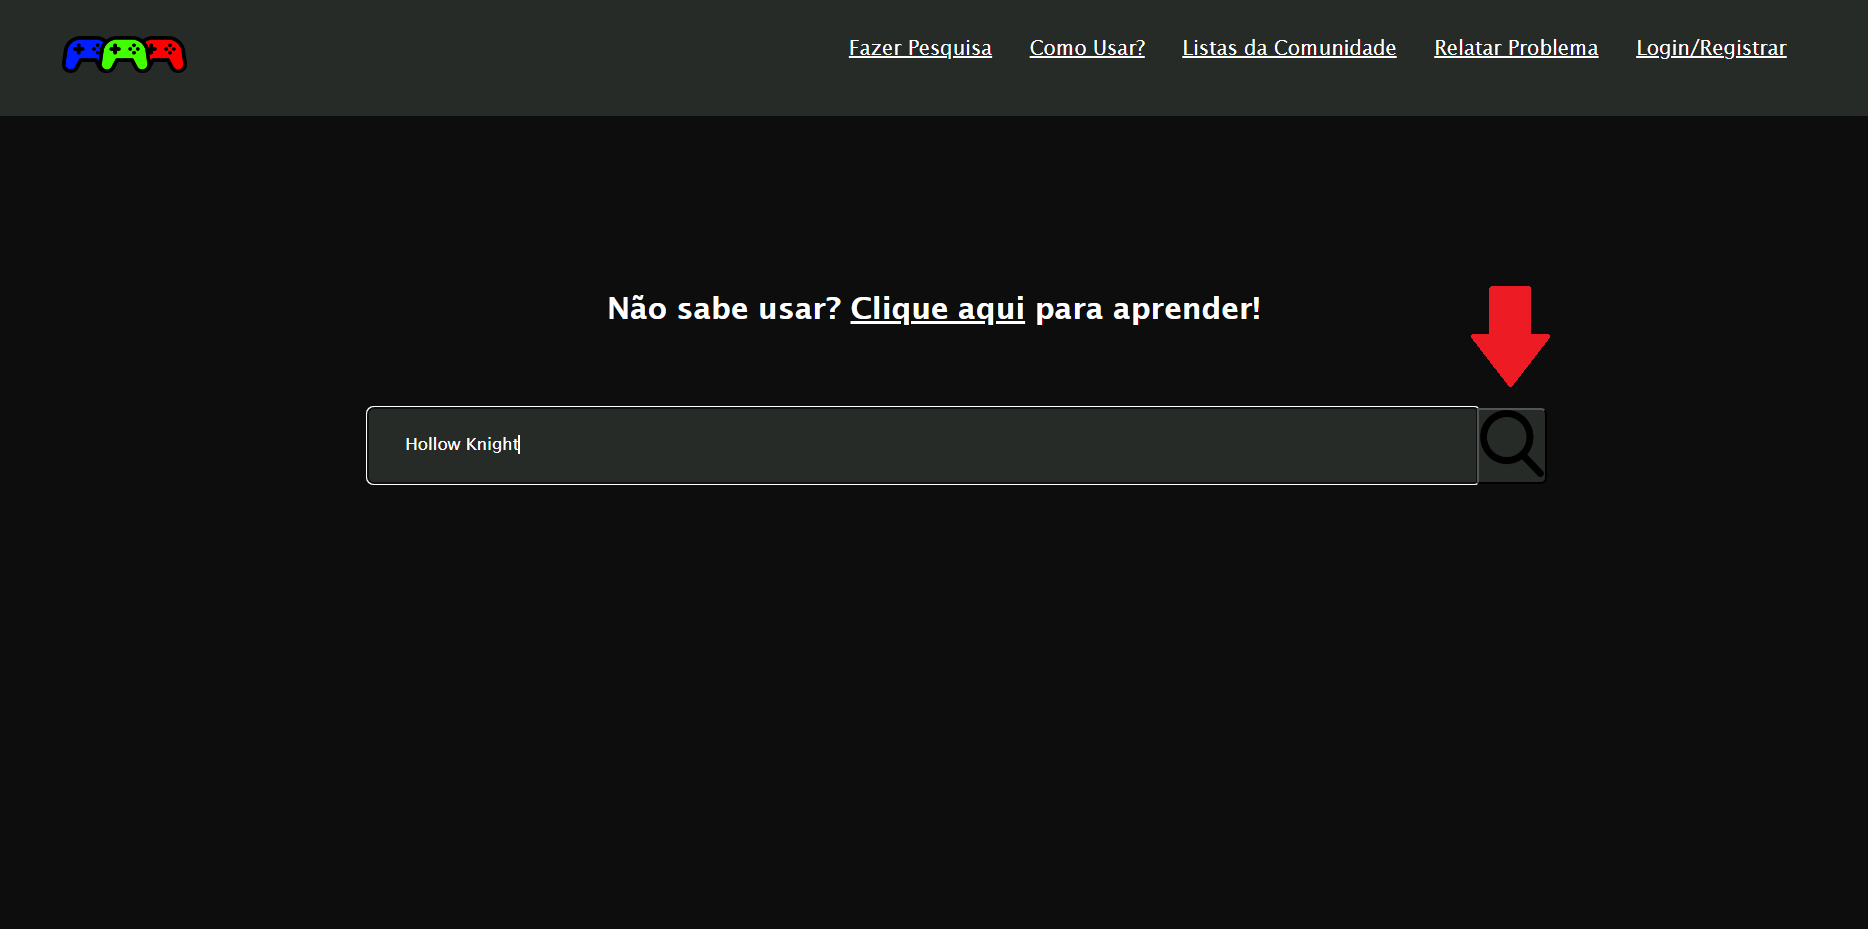 Fazer Pesquisa Como Usar? Listas da Comunidade Relatar Problema Login/Registrar
Não sabe usar? Clique aqui para aprender!
Hollow Knight